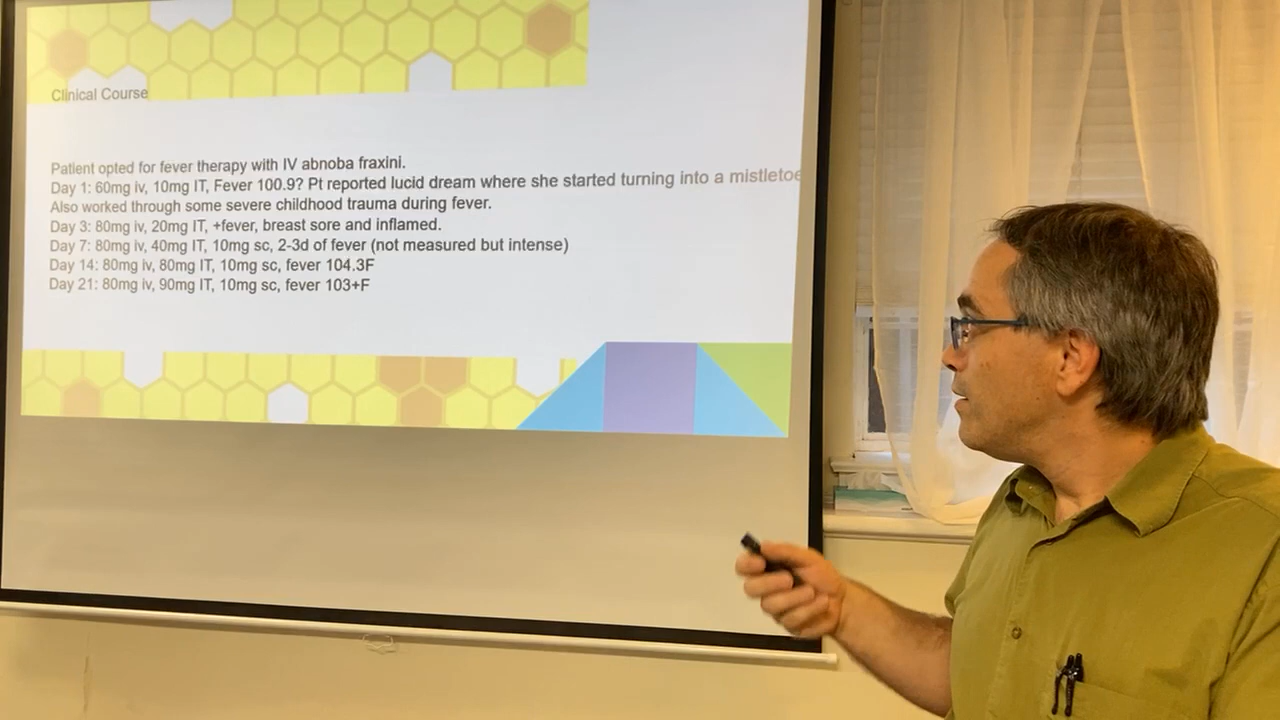 Clinical Course
Patient opted for fever therapy with IV abnoba fraxini.
Day 1: 60mg iv, 10mg IT, Fever 100.9? Pt reported lucid dream where she started turning into a mistletoe
Also worked through some severe childhood trauma during fever.
Day 3: 80mg iv, 20mg IT, +fever, breast sore and inflamed.
Day 7: 80mg iv, 40mg IT, 10mg sc, 2-3d of fever (not measured but intense)
Day 14: 80mg iv, 80mg IT, 10mg sc, fever 104.3F
Day 21: 80mg iv, 90mg IT, 10mg sc, fever 103+F